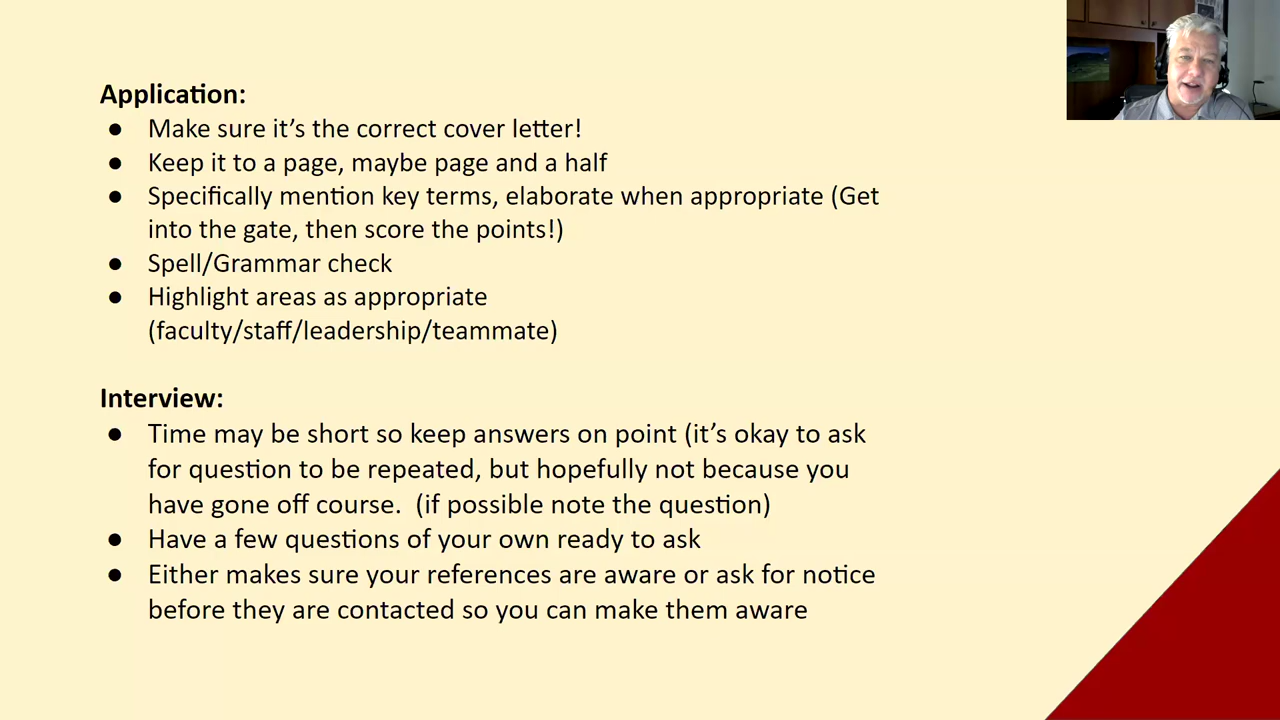 Application:
● Make sure it's the correct cover letter!
● Keep it to a page, maybe page and a half
● Specifically mention key terms, elaborate when appropriate (Get
into the gate, then score the points!)
● Spell/Grammar check
● Highlight areas as appropriate
(faculty/staff/leadership/teammate)
Interview:
● Time may be short so keep answers on point (it's okay to ask
for question to be repeated, but hopefully not because you
have gone off course.  (if possible note the question)
● Have a few questions of your own ready to ask
● Either makes sure your references are aware or ask for notice
before they are contacted so you can make them aware